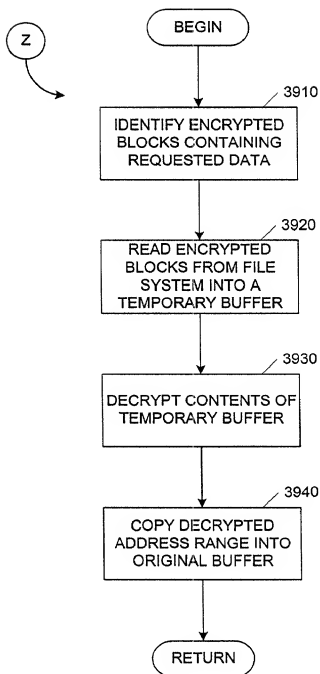 Z
BEGIN
3910
IDENTIFY ENCRYPTED
BLOCKS CONTAINING
REQUESTED DATA
3920
READ ENCRYPTED
BLOCKS FROM FILE
SYSTEM INTO A
TEMPORARY BUFFER
3930
DECRYPT CONTENTS OF
TEMPORARY BUFFER
3940
COPY DECRYPTED
ADDRESS RANGE INTO
ORIGINAL BUFFER
RETURN